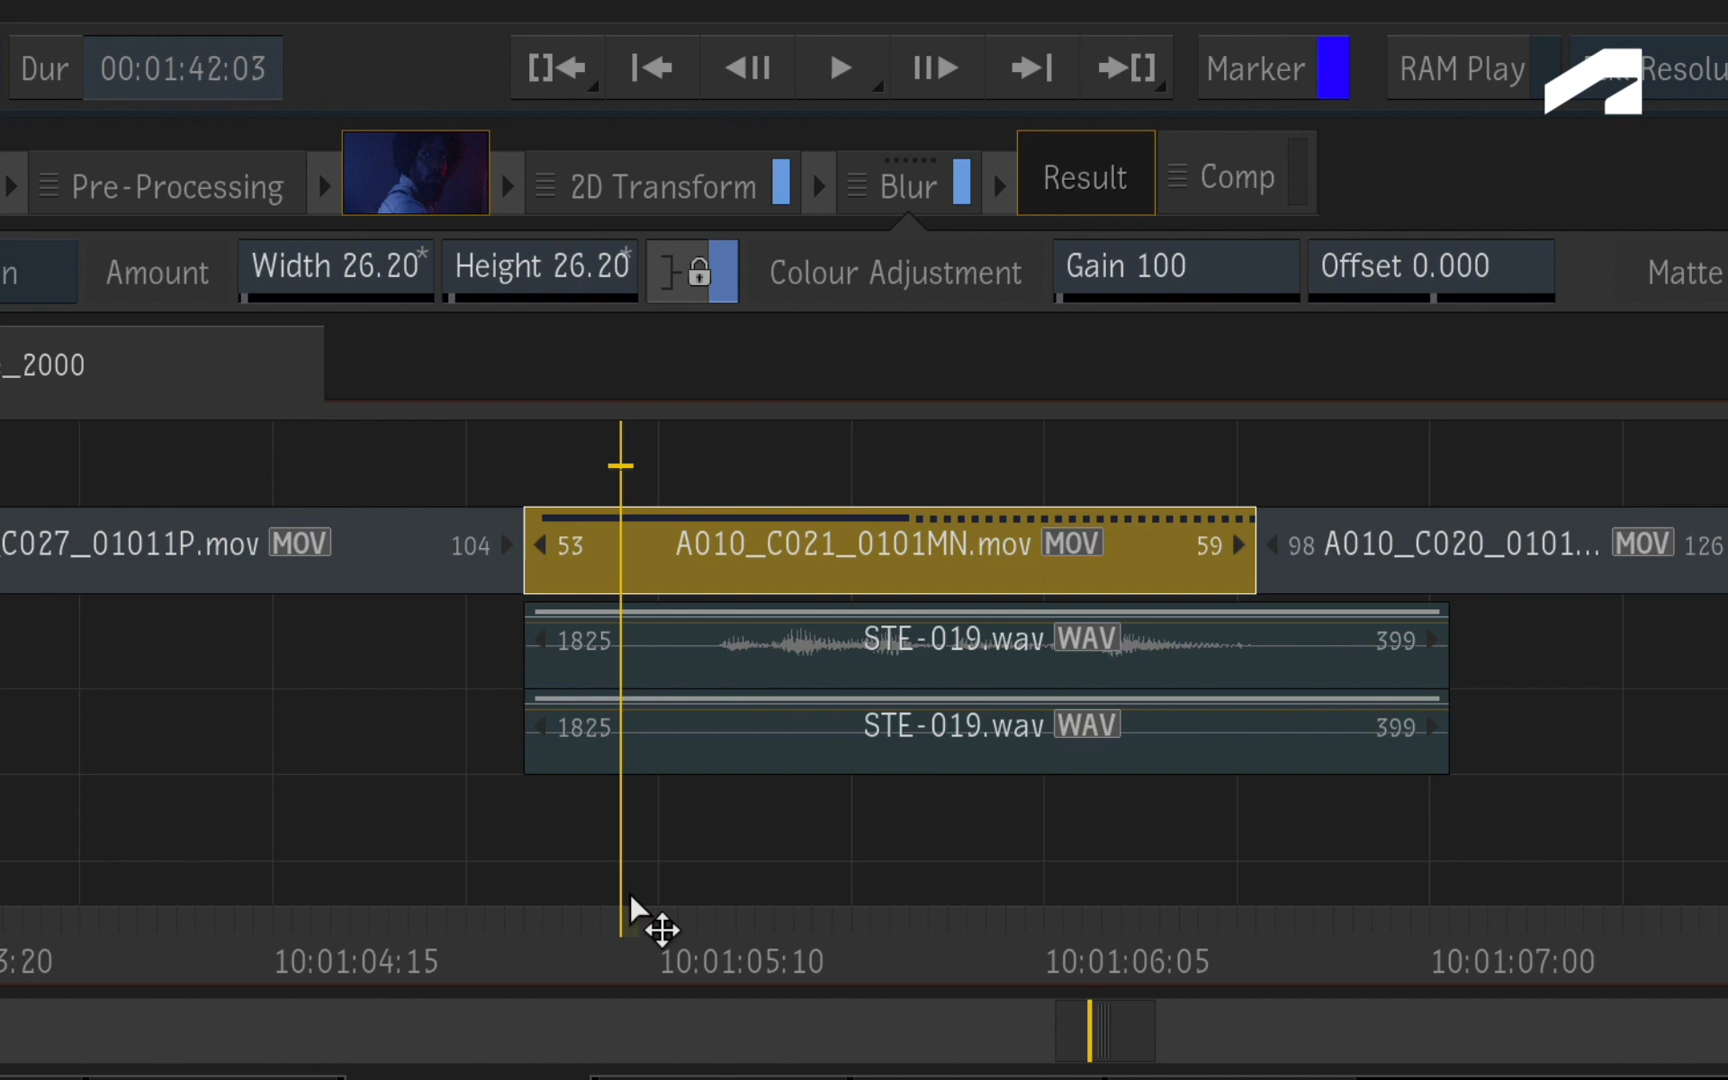 Dur 00:01:42:03 Marker RAM Play Resolu
Pre-Processing 2D Transform Blur Result Comp
n Amount Width 26.20* Height 26.20* Colour Adjustment Gain 100 Offset 0.000 Matte
_2000
C027_01011P.mov MOV 104 53 A010_C021_0101MN.mov MOV 59 98 A010_C020_0101... MOV 126
1825 STE-019.wav WAV 399
1825 STE-019.wav WAV 399
3:20 10:01:04:15 10:01:05:10 10:01:06:05 10:01:07:00